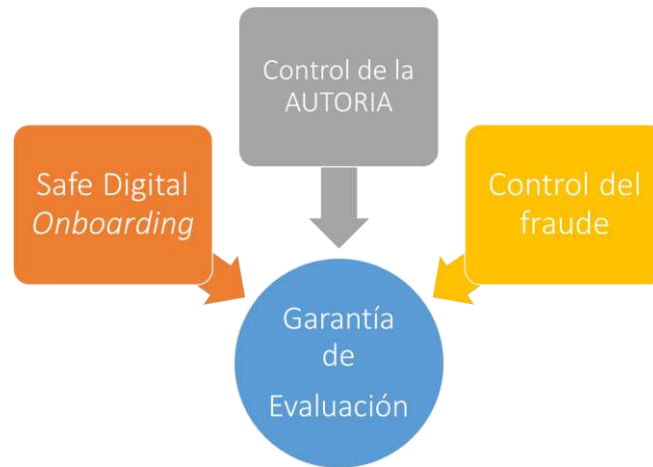 Control de la
AUTORIA
Safe Digital
Onboarding
Control del
fraude
Garantía
de
Evaluación